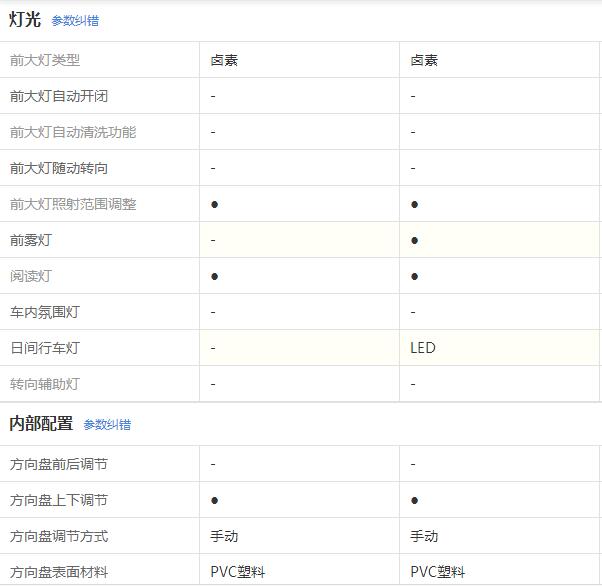 灯光 参数纠错
前大灯类型 卤素 卤素
前大灯自动开闭 - -
前大灯自动清洗功能 - -
前大灯随动转向 - -
前大灯照射范围调整 ● ●
前雾灯 - ●
阅读灯 ● ●
车内氛围灯 - -
日间行车灯 - LED
转向辅助灯 - -
内部配置 参数纠错
方向盘前后调节 - -
方向盘上下调节 ● ●
方向盘调节方式 手动 手动
方向盘表面材料 PVC塑料 PVC塑料